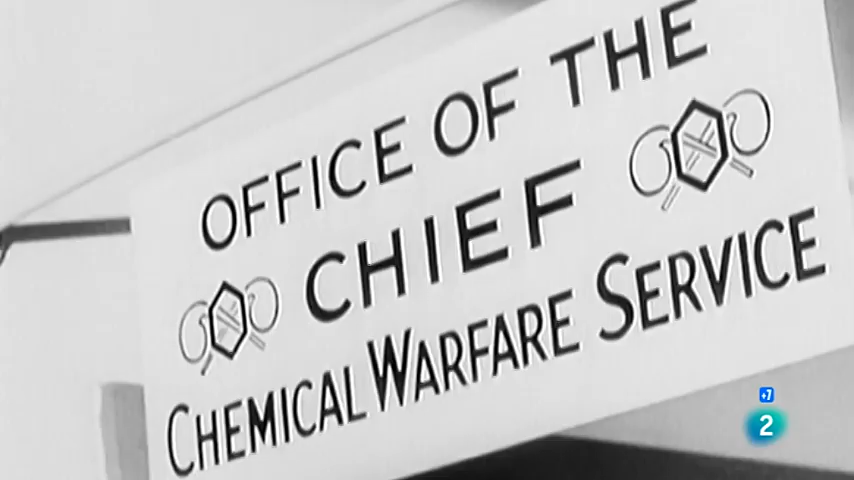 OFFICE OF THE
CHIEF
CHEMICAL WARFARE SERVICE
+7
2